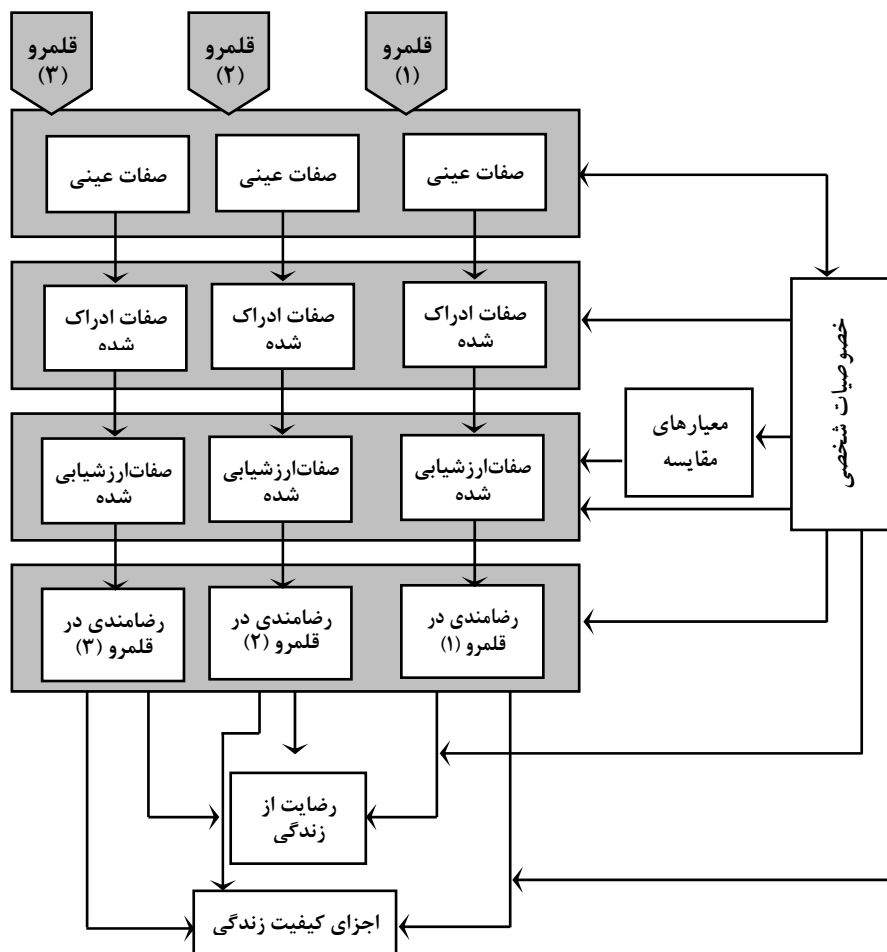 قلمرو
(۱)
قلمرو
(۲)
قلمرو
(۳)
صفات عینی
صفات عینی
صفات عینی
صفات ادراک
شده
صفات ادراک
شده
صفات ادراک
شده
خصوصیات شخصی
معیارهای
مقایسه
صفات‌ارزشیابی
شده
صفات‌ارزشیابی
شده
صفات‌ارزشیابی
شده
رضامندی در
قلمرو (۱)
رضامندی در
قلمرو (۲)
رضامندی در
قلمرو (۳)
رضایت از
زندگی
اجزای کیفیت زندگی